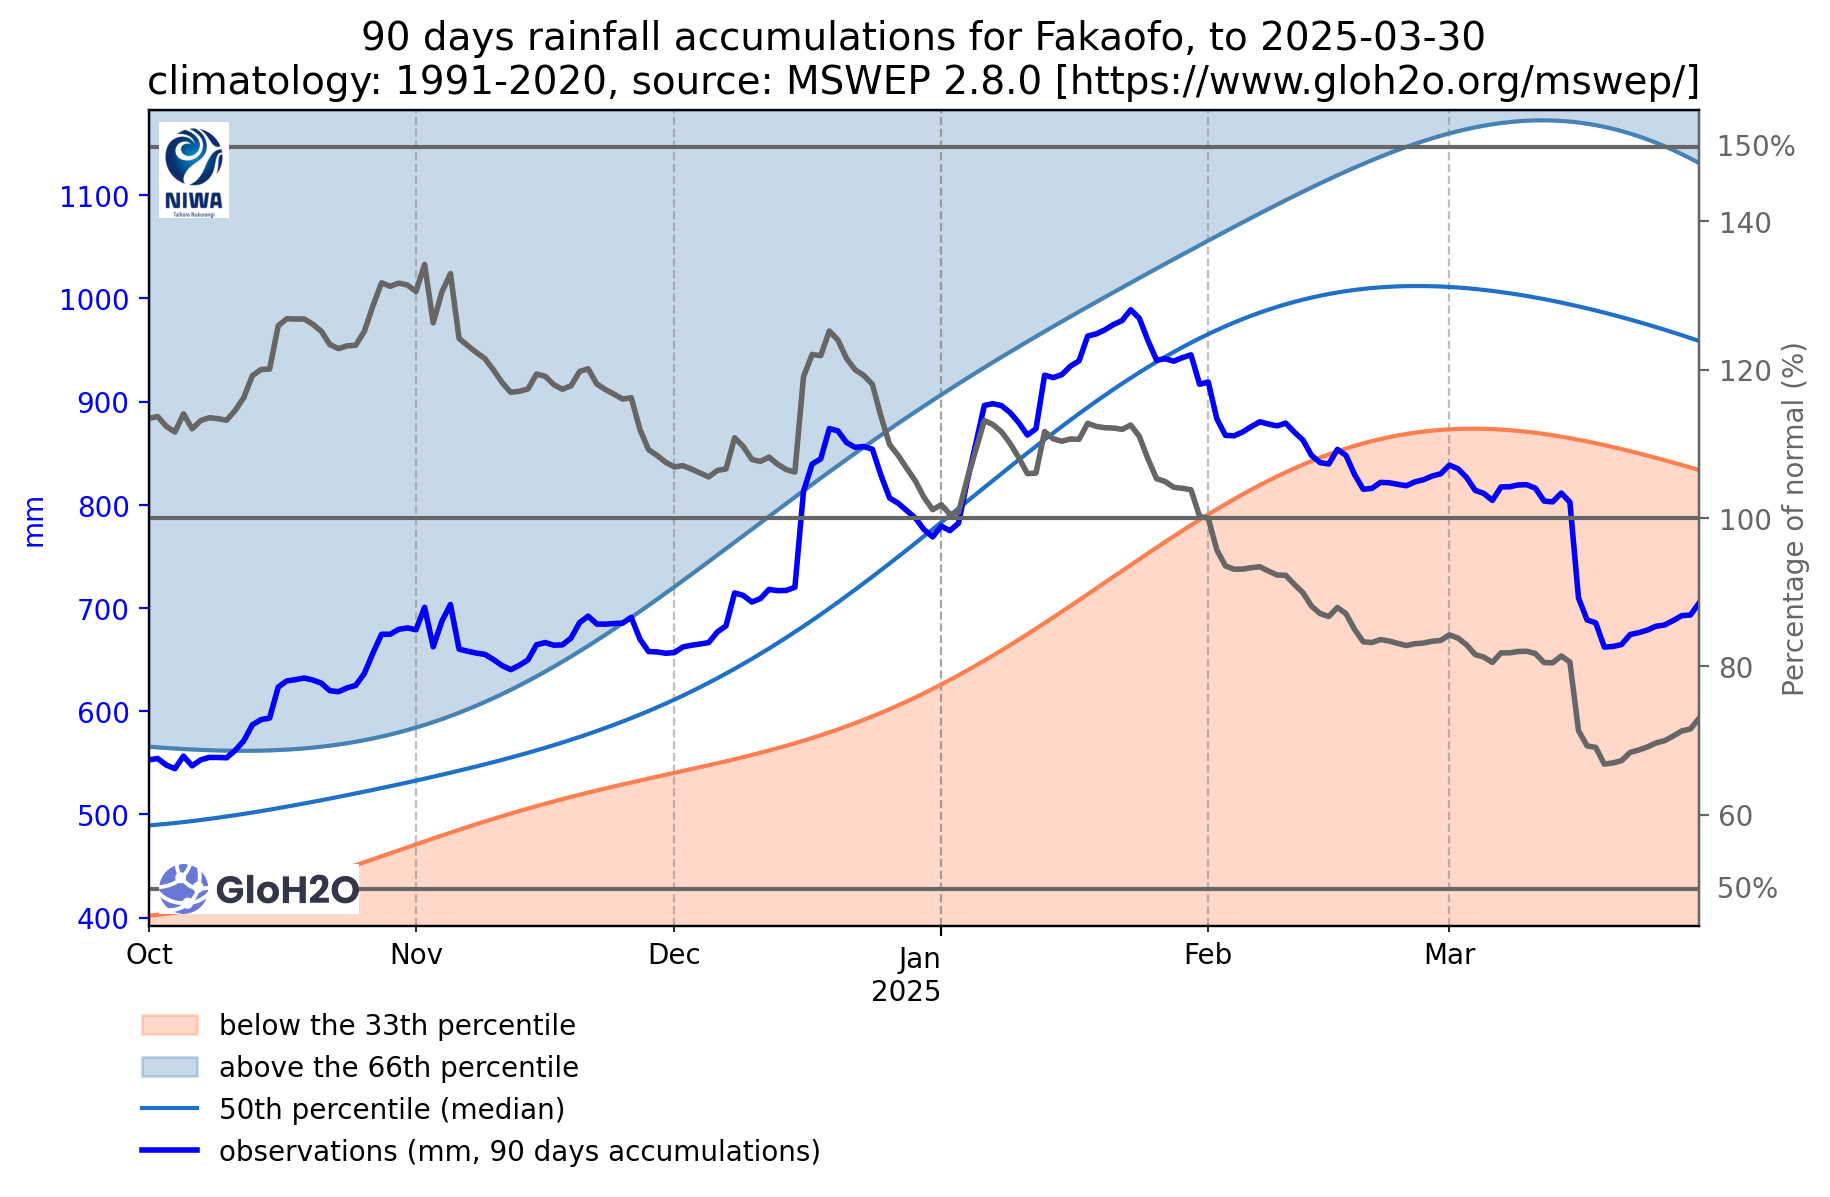 90 days rainfall accumulations for Fakaofo, to 2025-03-30
climatology: 1991-2020, source: MSWEP 2.8.0 [https://www.gloh2o.org/mswep/]
NIWA
Taihoro Nukurangi
1100
1000
900
800
700
600
500
400
mm
150%
140
120
100
80
60
50%
Percentage of normal (%)
GloH2O
Oct
Nov
Dec
Jan
2025
Feb
Mar
below the 33th percentile
above the 66th percentile
50th percentile (median)
observations (mm, 90 days accumulations)